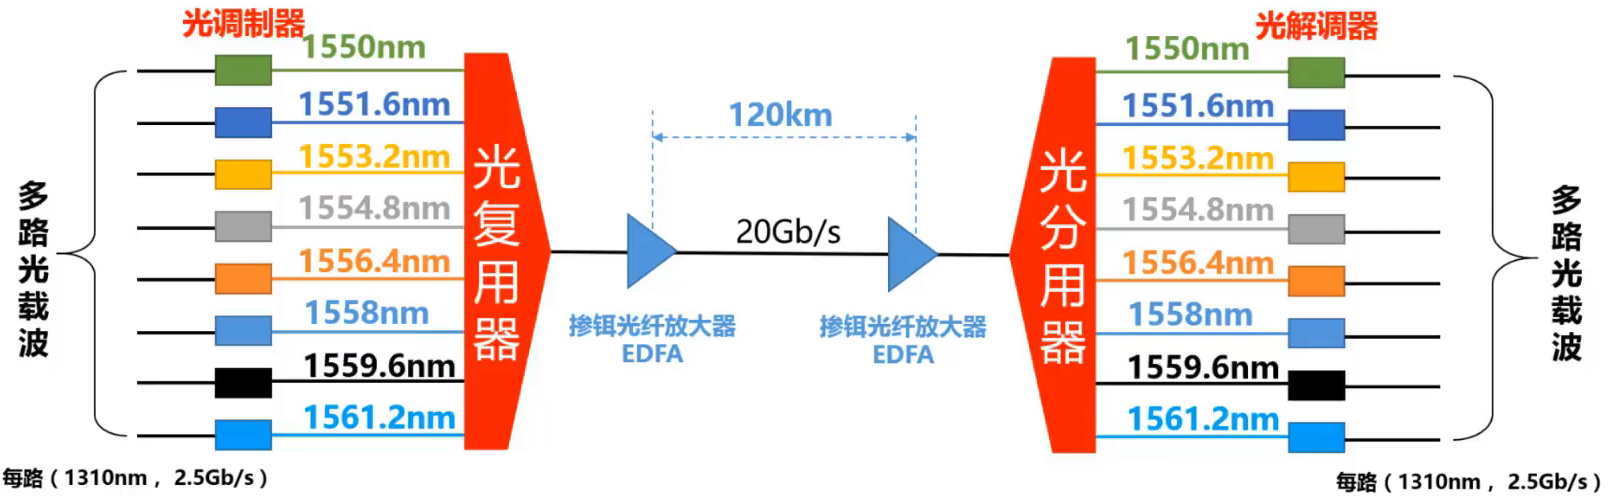 光调制器
1550nm
1551.6nm
1553.2nm
1554.8nm
1556.4nm
1558nm
1559.6nm
1561.2nm
多路光载波
每路（1310nm ，2.5Gb/s）
光复用器
120km
20Gb/s
掺铒光纤放大器
EDFA
掺铒光纤放大器
EDFA
光分用器
光解调器
1550nm
1551.6nm
1553.2nm
1554.8nm
1556.4nm
1558nm
1559.6nm
1561.2nm
多路光载波
每路（1310nm ，2.5Gb/s）